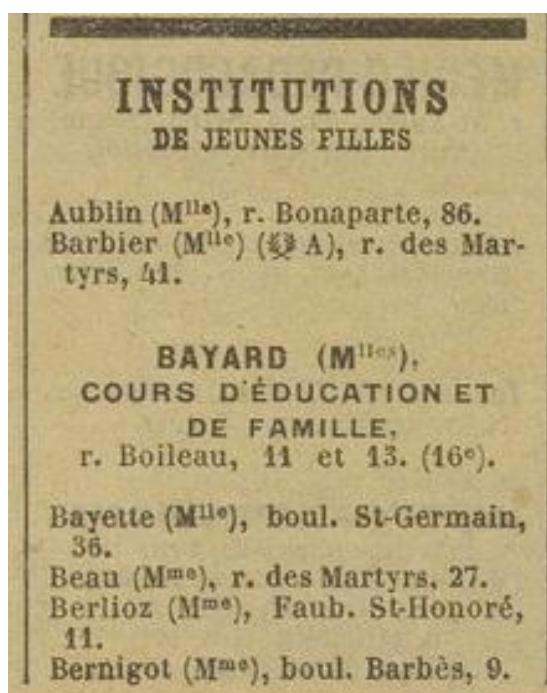 INSTITUTIONS
DE JEUNES FILLES
Aublin (Mlle), r. Bonaparte, 86.
Barbier (Mlle) (❦ A), r. des Mar-
tyrs, 41.
BAYARD (Mlles),
COURS D'ÉDUCATION ET
DE FAMILLE,
r. Boileau, 11 et 13. (16e).
Bayette (Mlle), boul. St-Germain,
36.
Beau (Mme), r. des Martyrs, 27.
Berlioz (Mme), Faub. St-Honoré,
11.
Bernigot (Mme), boul. Barbès, 9.